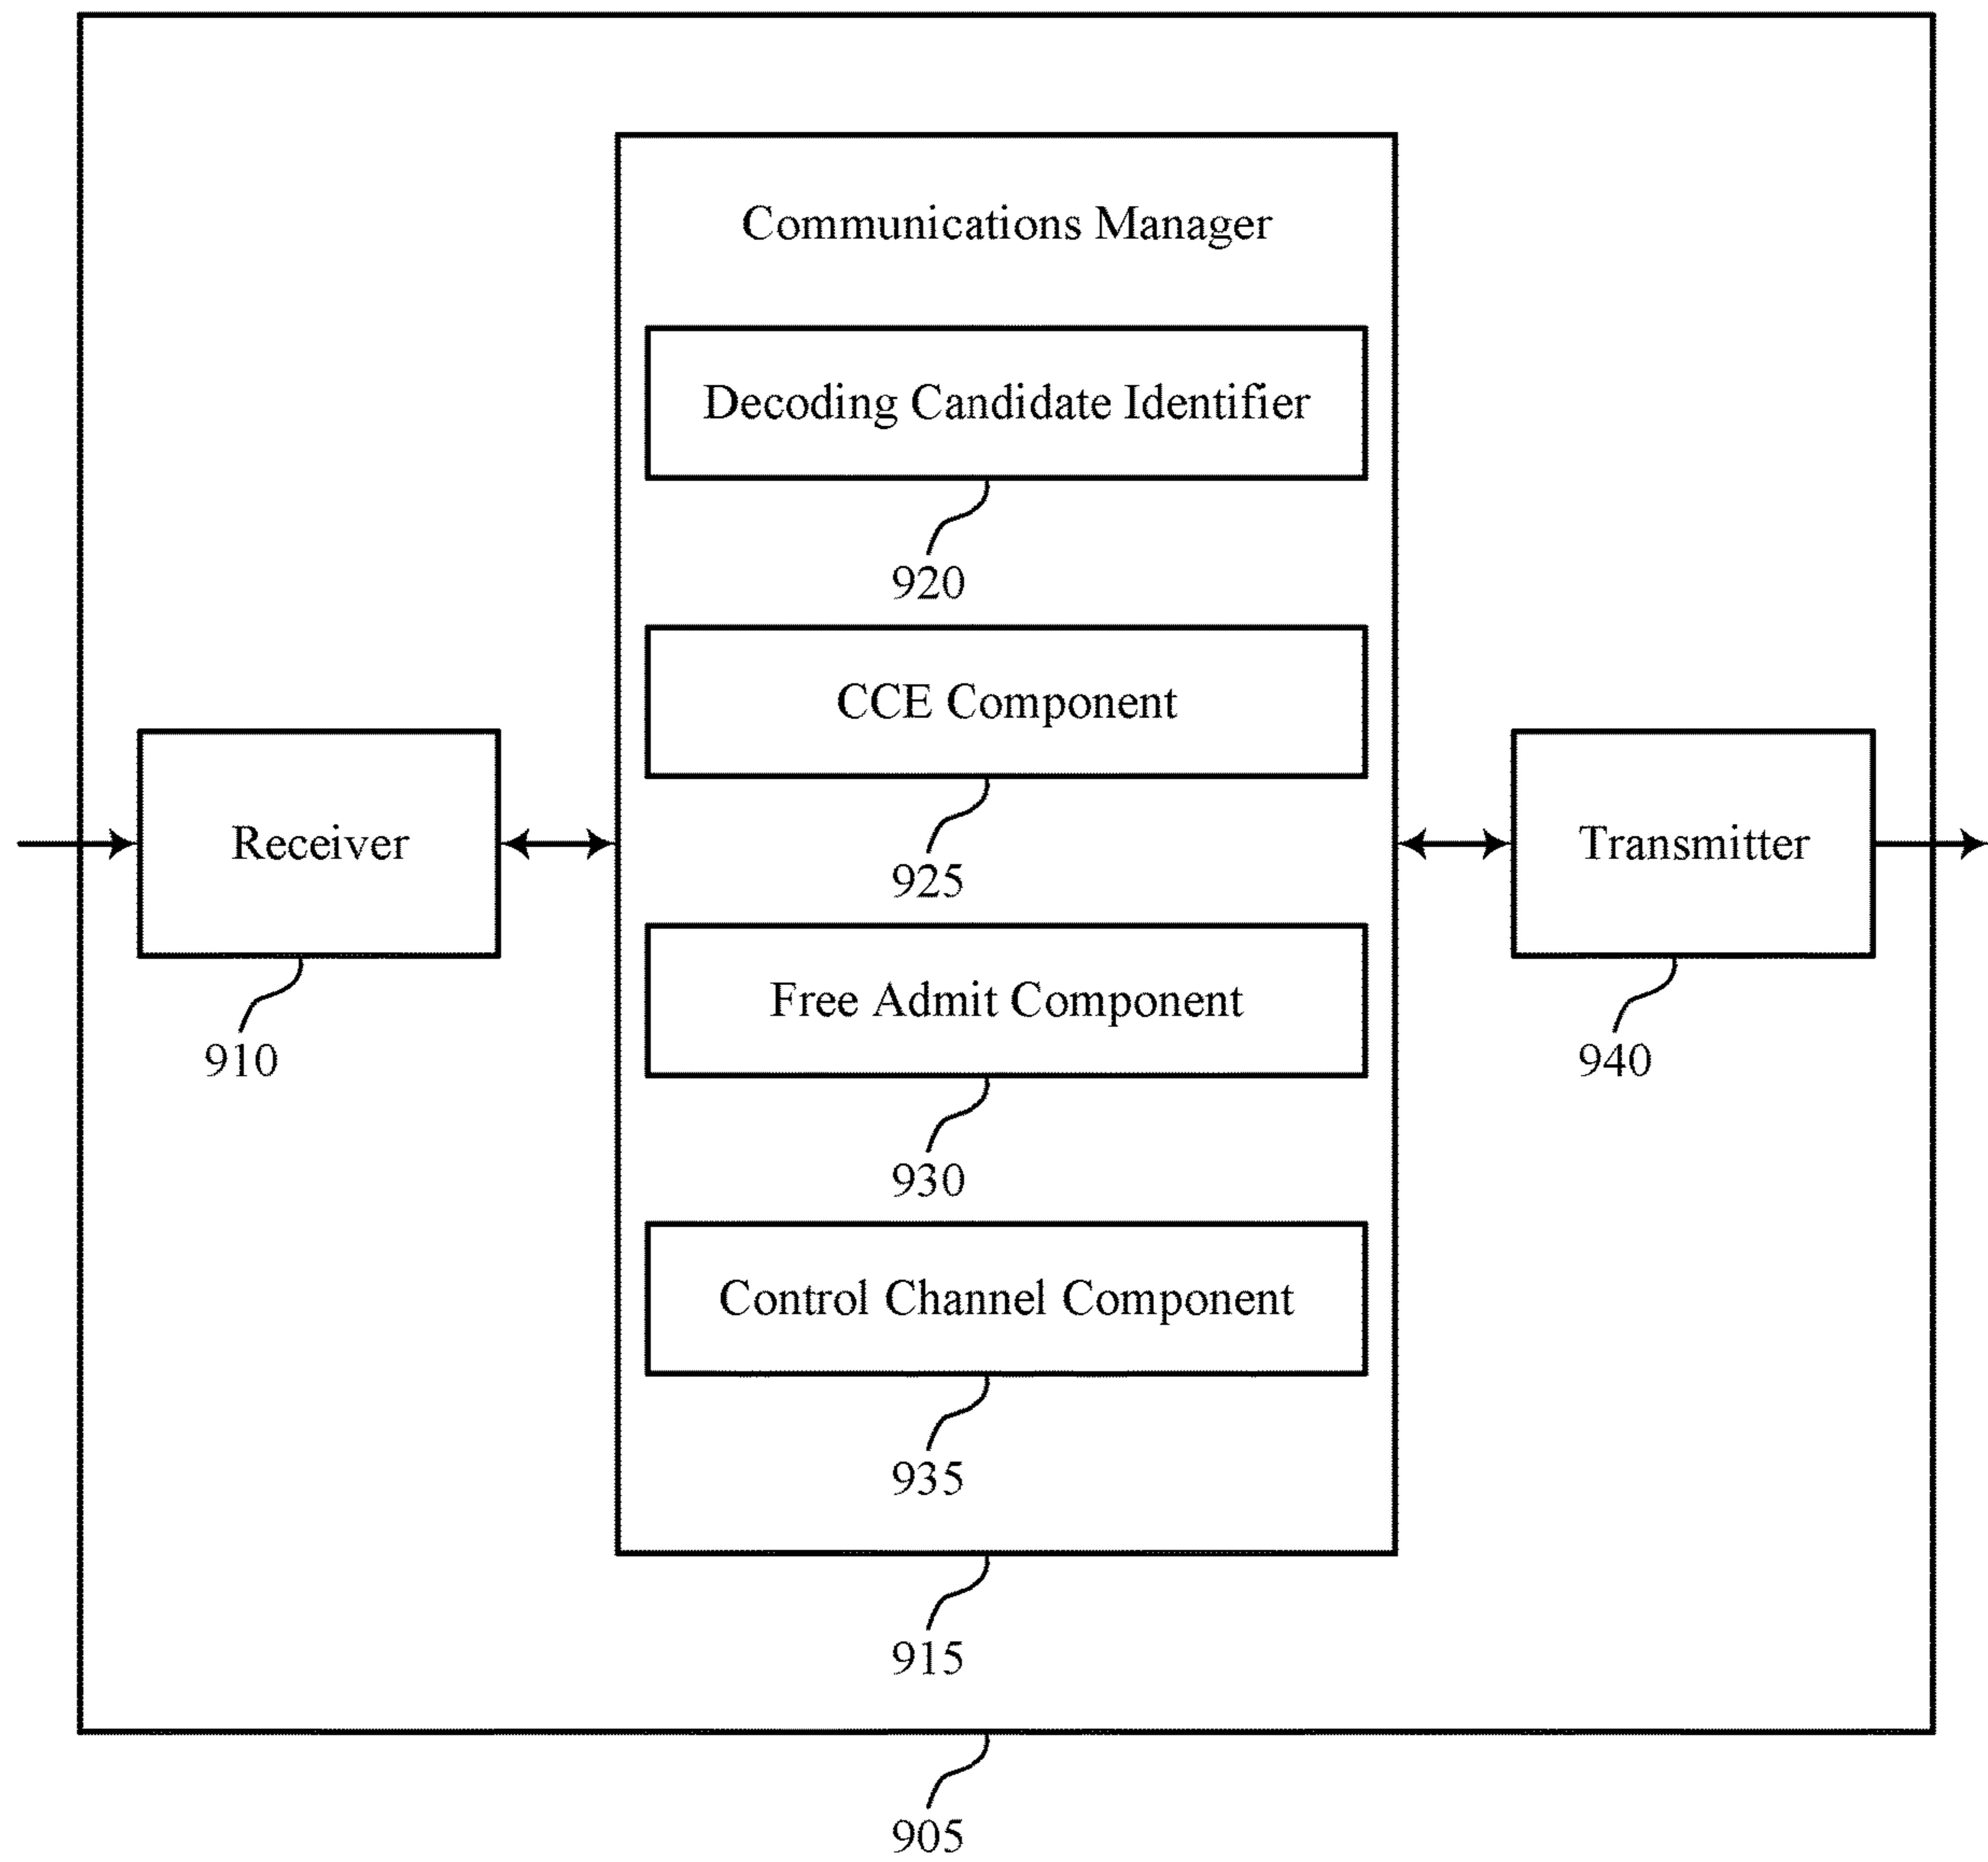 Communications Manager
Decoding Candidate Identifier
920
CCE Component
925
Receiver
910
Transmitter
940
Free Admit Component
930
Control Channel Component
935
915
905